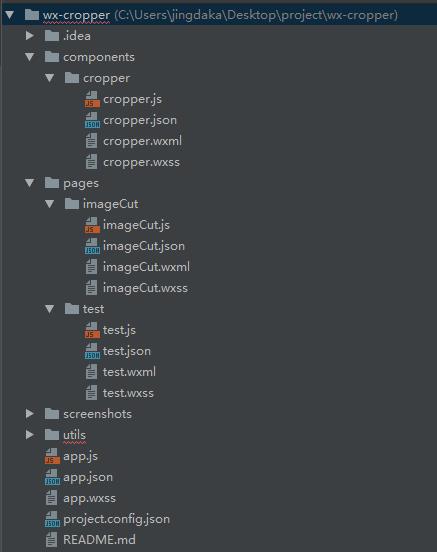 wx-cropper (C:\Users\jingdaka\Desktop\project\wx-cropper)
.idea
components
cropper
JS cropper.js
JSON cropper.json
cropper.wxml
cropper.wxss
pages
imageCut
JS imageCut.js
JSON imageCut.json
imageCut.wxml
imageCut.wxss
test
JS test.js
JSON test.json
test.wxml
test.wxss
screenshots
utils
JS app.js
JSON app.json
app.wxss
JSON project.config.json
README.md